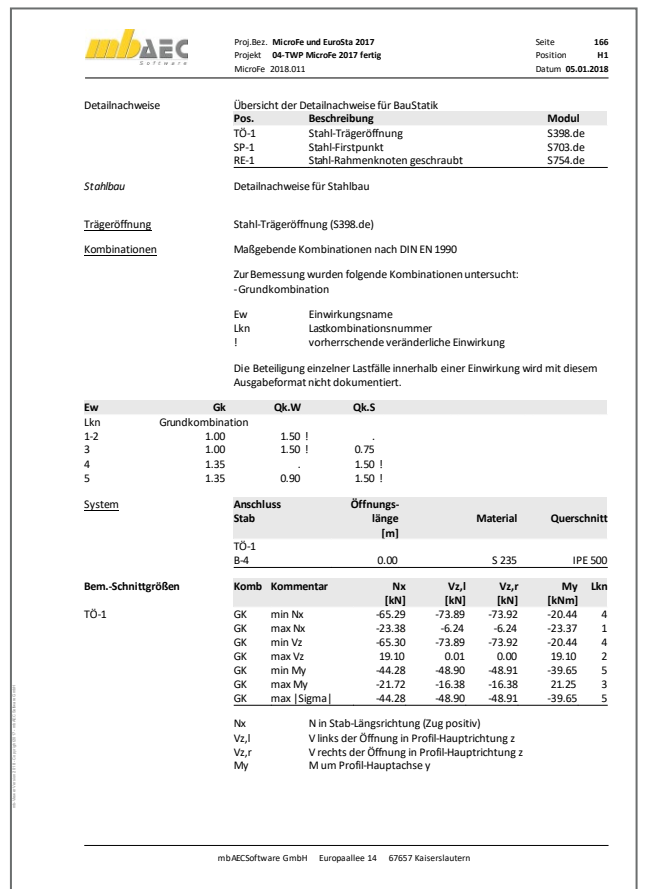 mbAEC
Software
Proj.Bez. MicroFe und EuroSta 2017 Seite 166
Projekt 04-TWP MicroFe 2017 fertig Position H1
MicroFe 2018.011 Datum 05.01.2018
Detailnachweise Übersicht der Detailnachweise für BauStatik
Pos. Beschreibung Modul
TÖ-1 Stahl-Trägeröffnung S398.de
SP-1 Stahl-Firstpunkt S703.de
RE-1 Stahl-Rahmenknoten geschraubt S754.de
Stahlbau Detailnachweise für Stahlbau
Trägeröffnung Stahl-Trägeröffnung (S398.de)
Kombinationen Maßgebende Kombinationen nach DIN EN 1990
Zur Bemessung wurden folgende Kombinationen untersucht:
- Grundkombination
Ew Einwirkungsname
Lkn Lastkombinationsnummer
! vorherrschende veränderliche Einwirkung
Die Beteiligung einzelner Lastfälle innerhalb einer Einwirkung wird mit diesem
Ausgabeformat nicht dokumentiert.
Ew Gk Qk.W Qk.S
Lkn Grundkombination
1-2 1.00 1.50 ! .
3 1.00 1.50 ! 0.75
4 1.35 . 1.50 !
5 1.35 0.90 1.50 !
System Anschluss Öffnungs-
Stab länge Material Querschnitt
[m]
TÖ-1
B-4 0.00 S 235 IPE 500
Bem.-Schnittgrößen Komb Kommentar Nx Vz,l Vz,r My Lkn
[kN] [kN] [kN] [kNm]
TÖ-1 GK min Nx -65.29 -73.89 -73.92 -20.44 4
GK max Nx -23.38 -6.24 -6.24 -23.37 1
GK min Vz -65.30 -73.89 -73.92 -20.44 4
GK max Vz 19.10 0.01 0.00 19.10 2
GK min My -44.28 -48.90 -48.91 -39.65 5
GK max My -21.72 -16.38 -16.38 21.25 3
GK max |Sigma| -44.28 -48.90 -48.91 -39.65 5
Nx N in Stab-Längsrichtung (Zug positiv)
Vz,l V links der Öffnung in Profil-Hauptrichtung z
Vz,r V rechts der Öffnung in Profil-Hauptrichtung z
My M um Profil-Hauptachse y
mbAECSoftware GmbH Europaallee 14 67657 Kaiserslautern